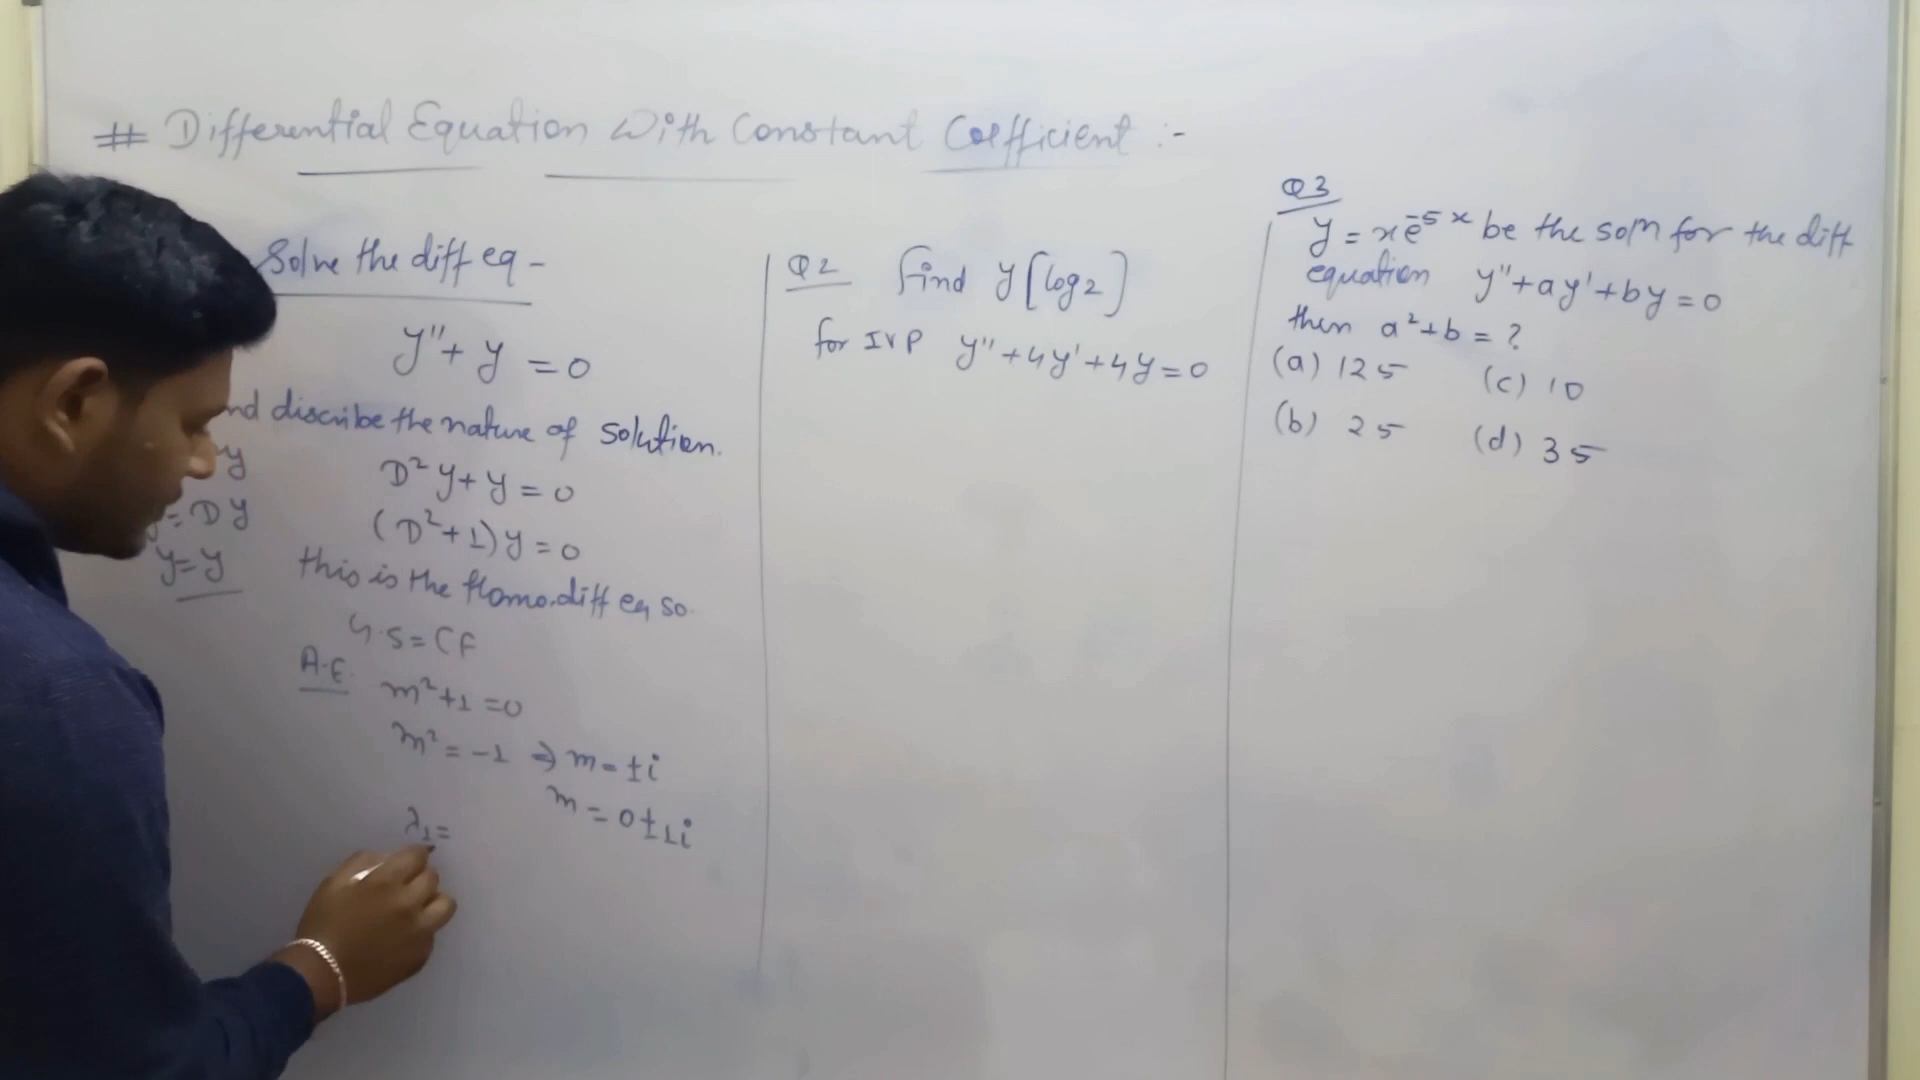 # Differential Equation With Constant Coefficient :-
Solve the diff eq -
y"+ y = 0
discribe the nature of solution.
y
D²y + y = 0
= Dy
(D²+1)y = 0
y=y
this is the Homo. diff eq so.
G.S = CF
A.E. m²+1 =0
m² = -1 ⇒ m = ±i
m = 0±1i
λ1=
Q2 Find y[log2]
for IVP y"+4y'+4y=0
Q3
y = xe^-5x be the soln for the diff
equation y"+ay'+by = 0
then a²+b = ?
(a) 125 (c) 10
(b) 25 (d) 35